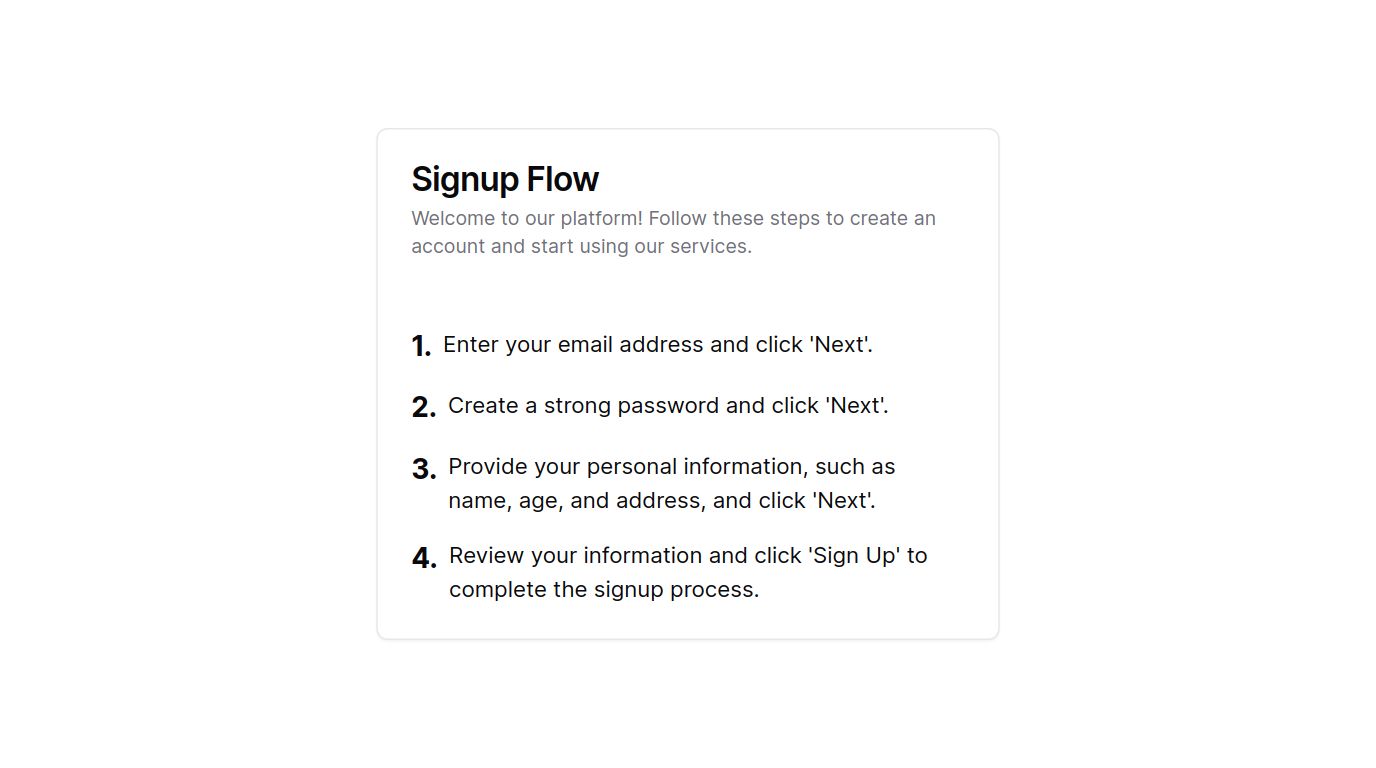 Signup Flow
Welcome to our platform! Follow these steps to create an
account and start using our services.
1. Enter your email address and click 'Next'.
2. Create a strong password and click 'Next'.
3. Provide your personal information, such as
name, age, and address, and click 'Next'.
4. Review your information and click 'Sign Up' to
complete the signup process.